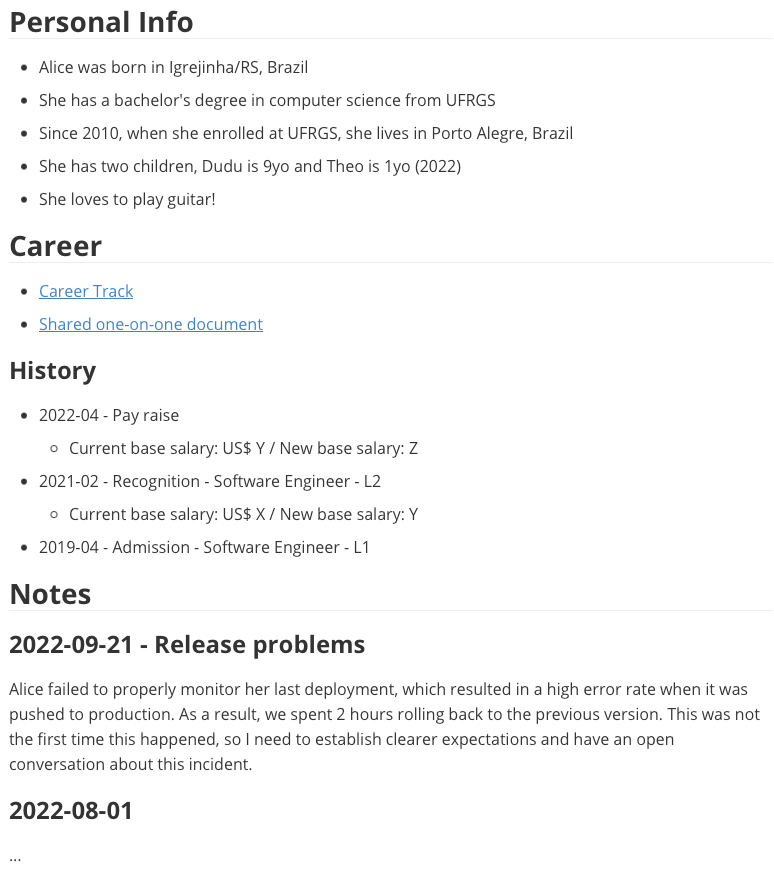 Personal Info
Alice was born in Igrejinha/RS, Brazil
She has a bachelor's degree in computer science from UFRGS
Since 2010, when she enrolled at UFRGS, she lives in Porto Alegre, Brazil
She has two children, Dudu is 9yo and Theo is 1yo (2022)
She loves to play guitar!
Career
Career Track
Shared one-on-one document
History
2022-04 - Pay raise
Current base salary: US$ Y / New base salary: Z
2021-02 - Recognition - Software Engineer - L2
Current base salary: US$ X / New base salary: Y
2019-04 - Admission - Software Engineer - L1
Notes
2022-09-21 - Release problems
Alice failed to properly monitor her last deployment, which resulted in a high error rate when it was
pushed to production. As a result, we spent 2 hours rolling back to the previous version. This was not
the first time this happened, so I need to establish clearer expectations and have an open
conversation about this incident.
2022-08-01
...